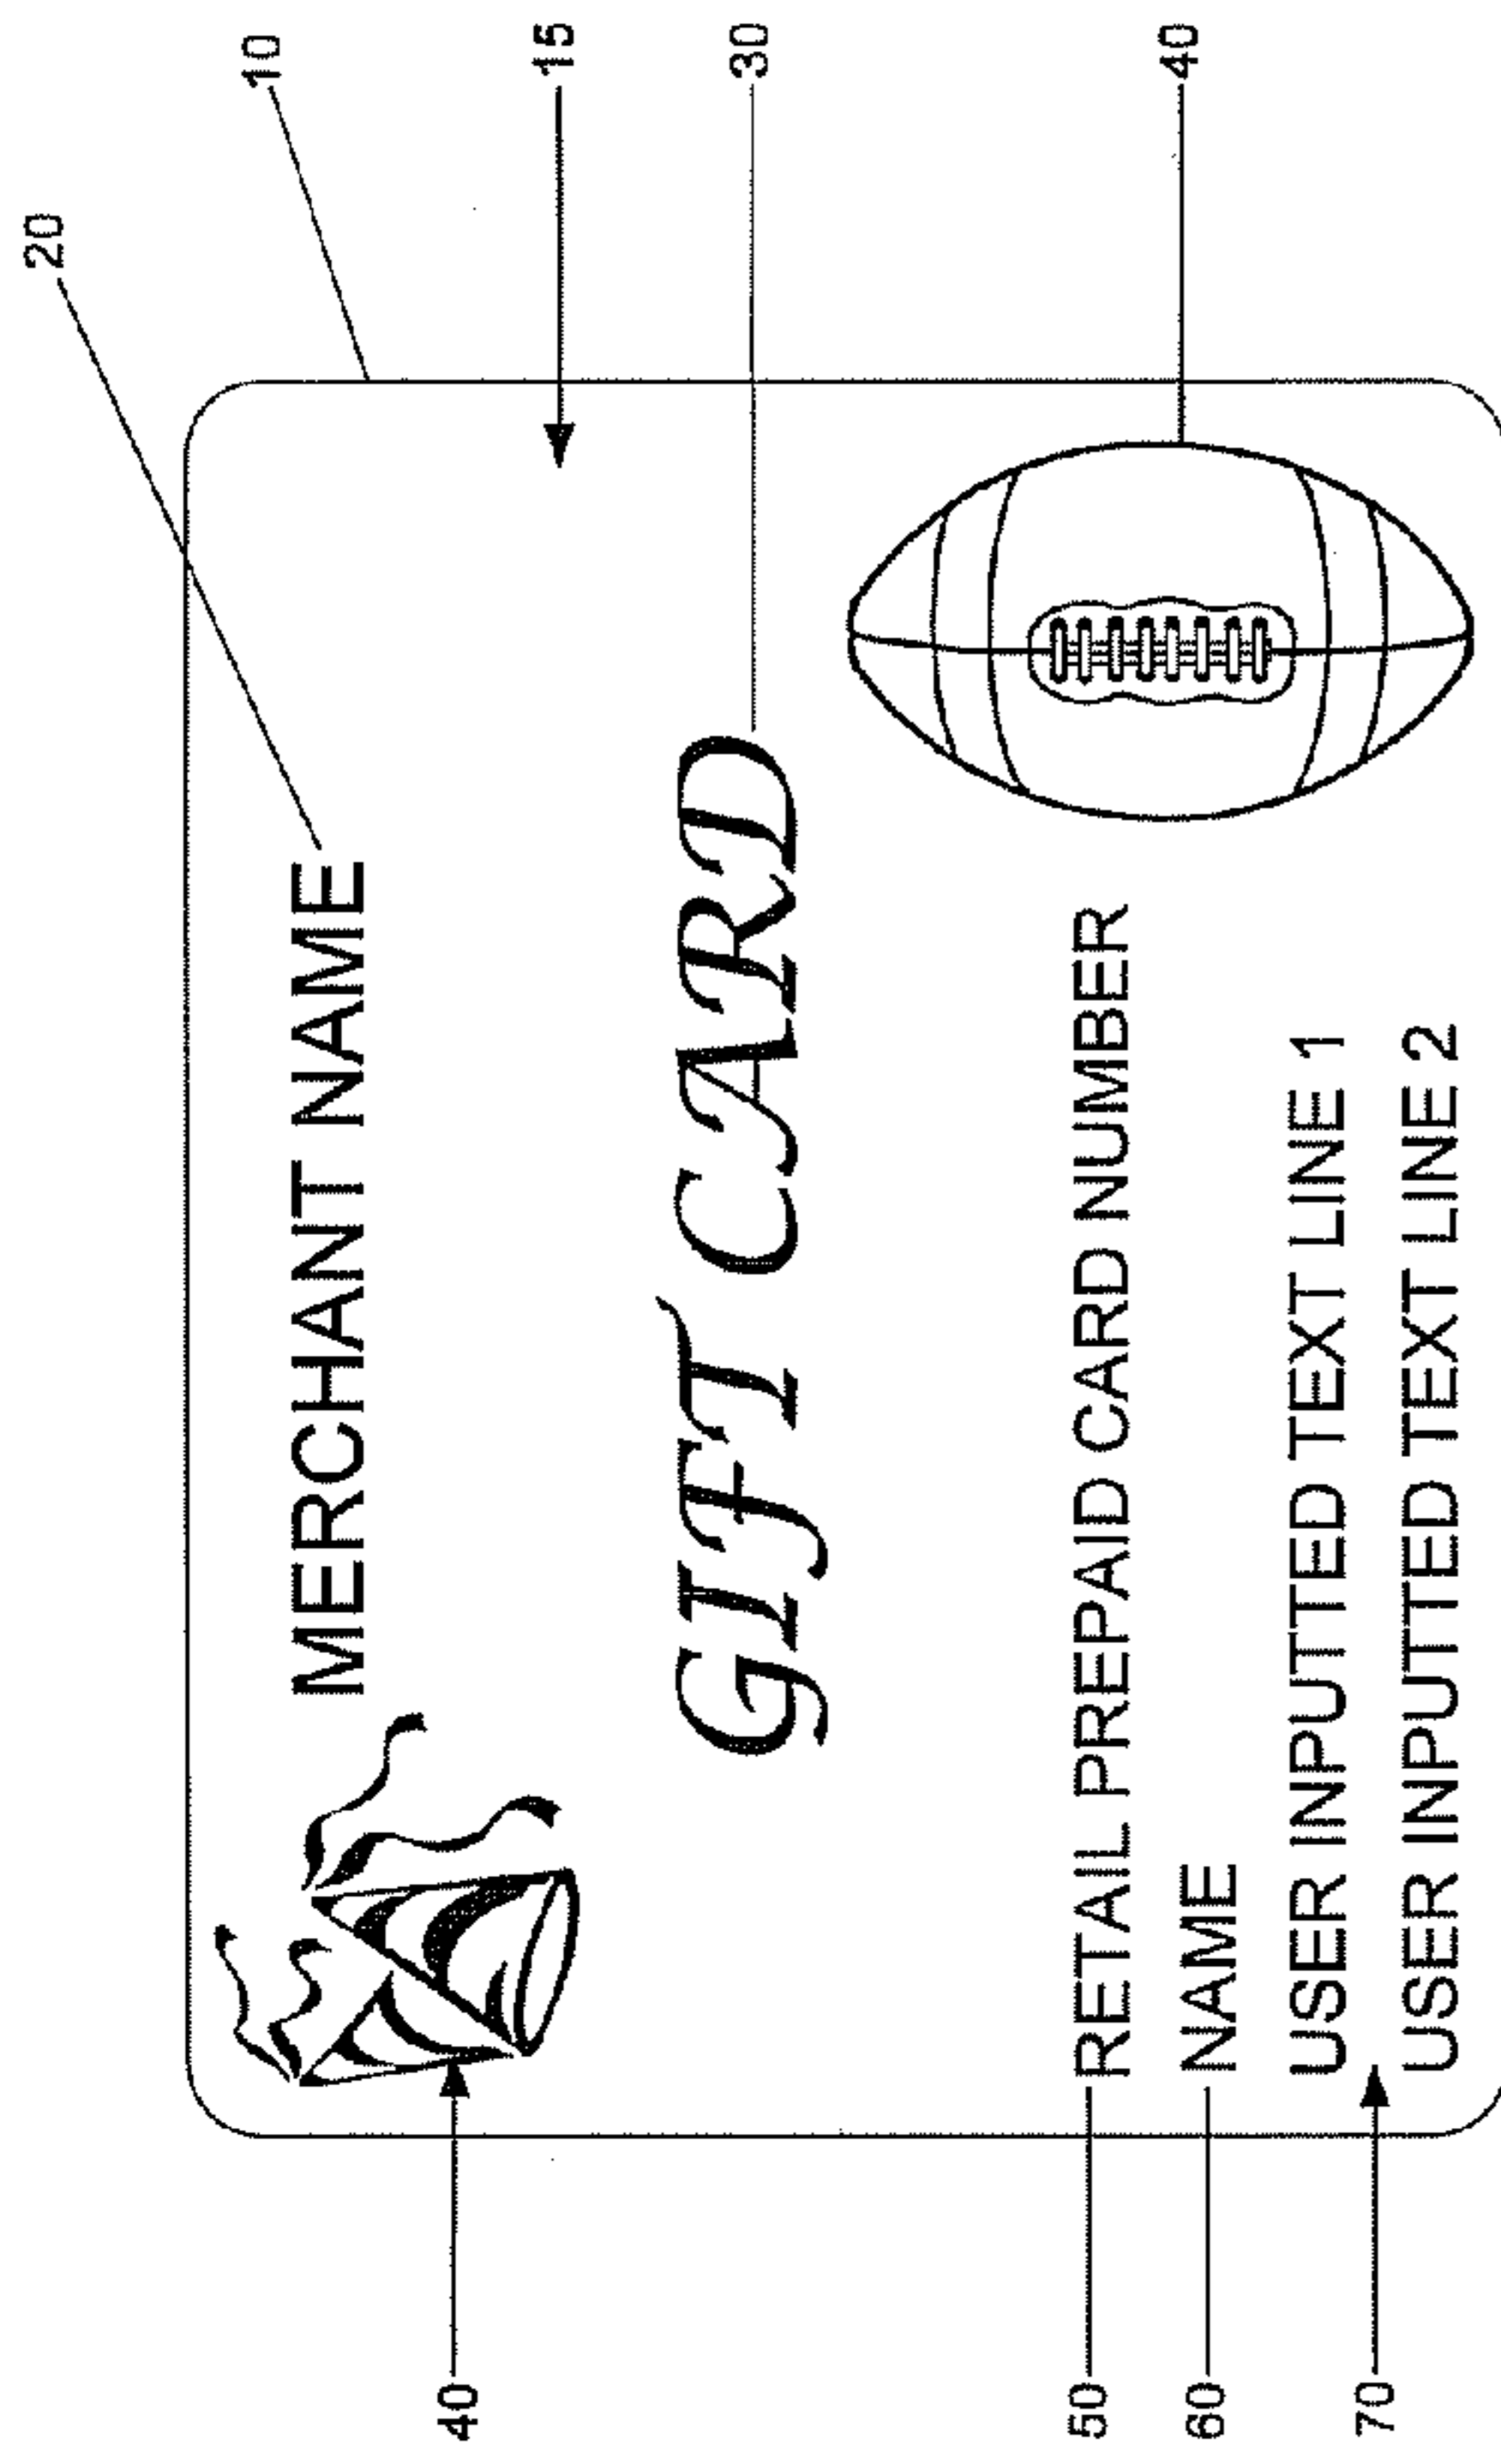 20
10
15
30
40
MERCHANT NAME
GIFT CARD
RETAIL PREPAID CARD NUMBER
NAME
USER INPUTTED TEXT LINE 1
USER INPUTTED TEXT LINE 2
40
50
60
70